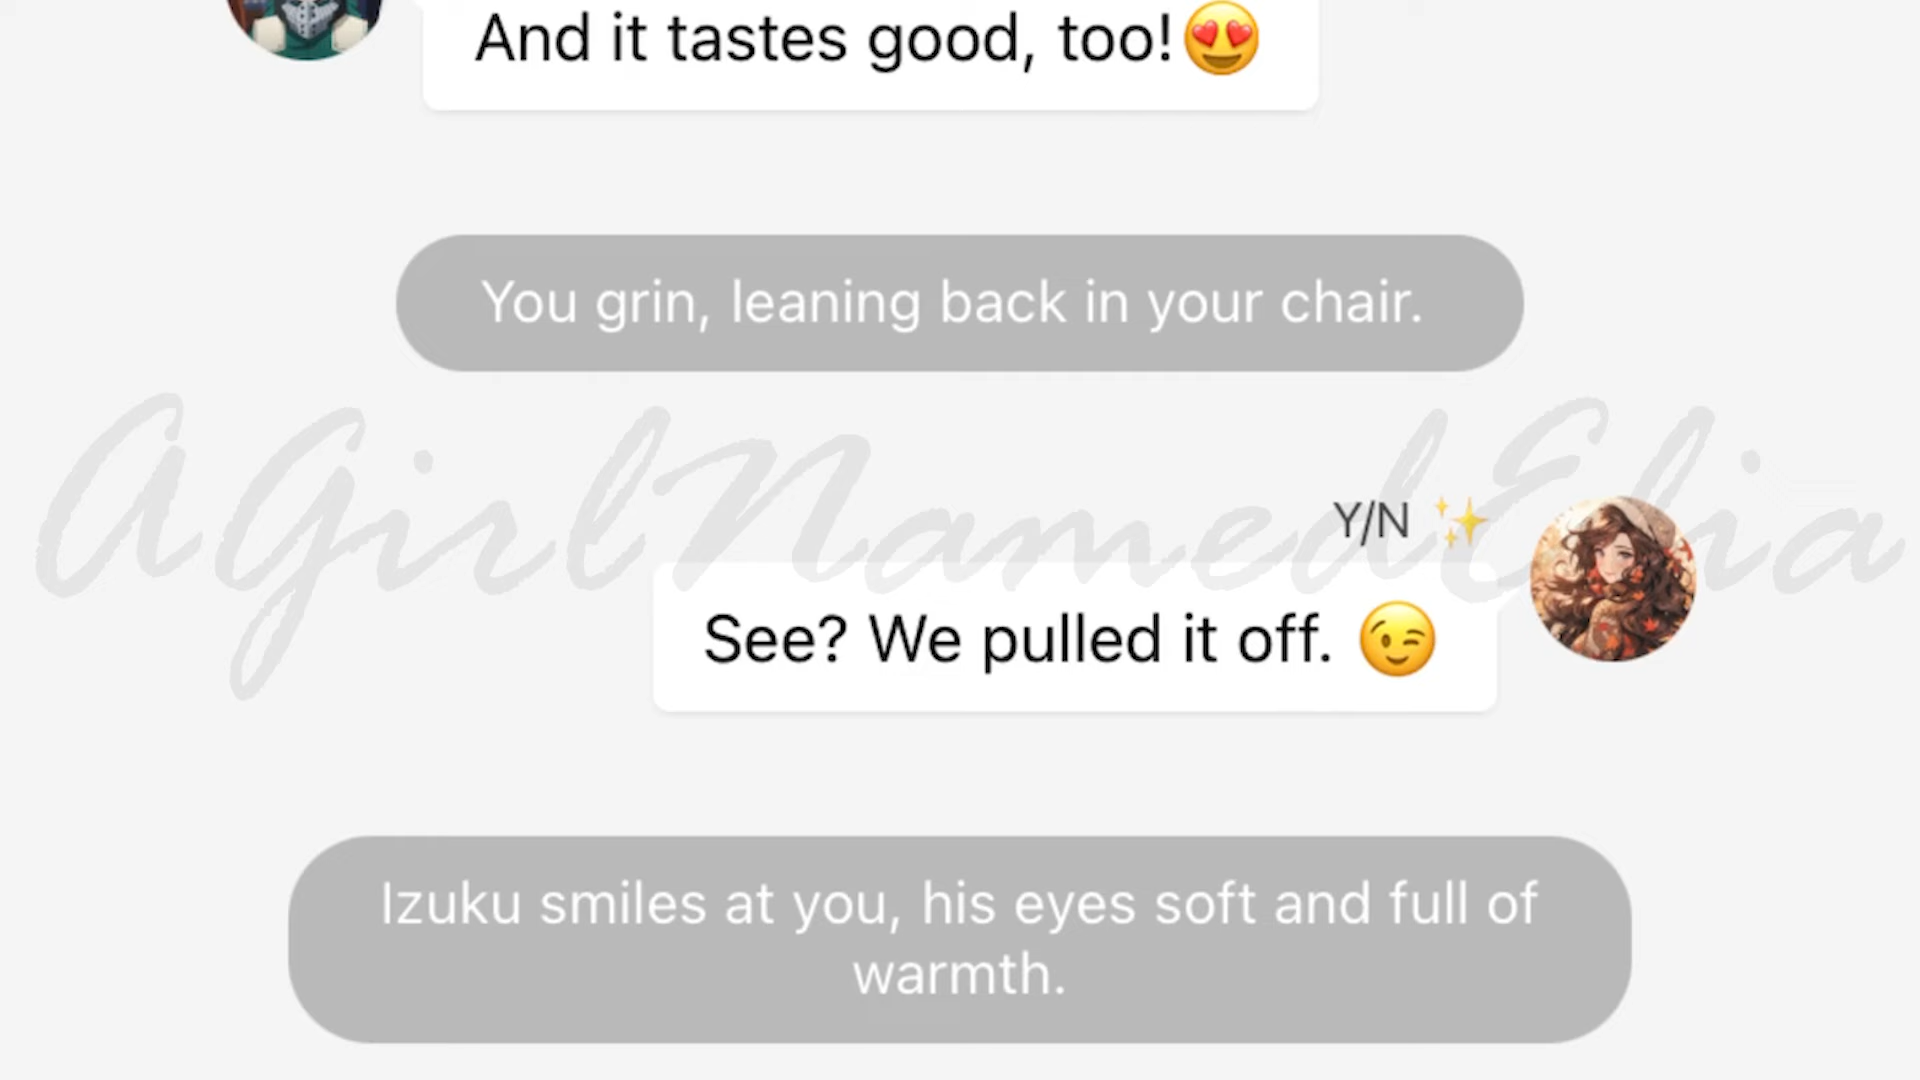 And it tastes good, too!😍
You grin, leaning back in your chair.
AGirlNamedElia
Y/N ✨
See? We pulled it off. 😉
Izuku smiles at you, his eyes soft and full of
warmth.